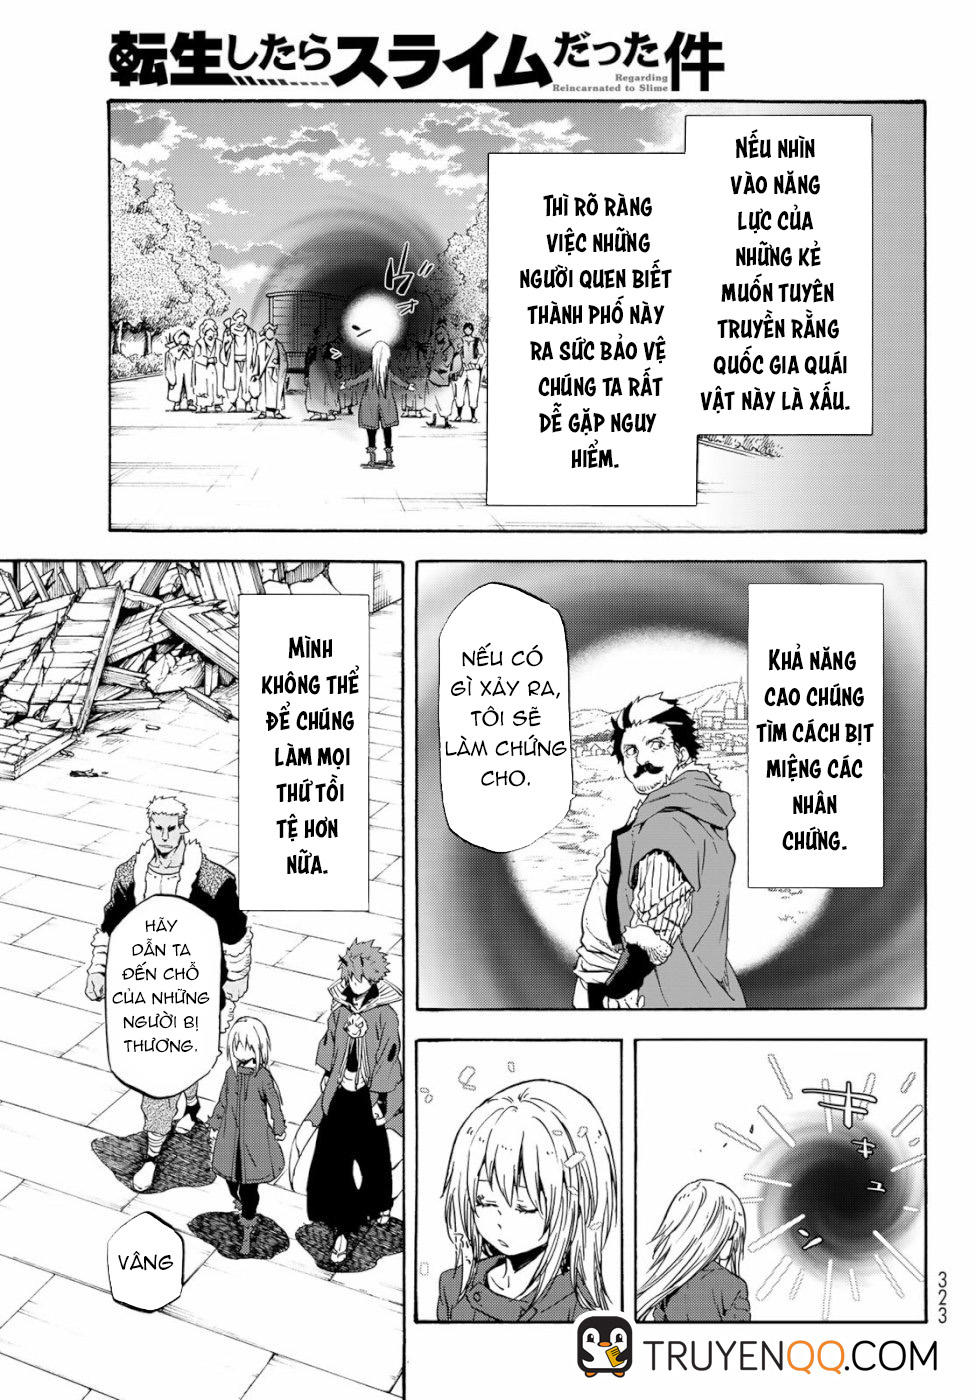 転生したらスライムだった件
Regarding
Reincarnated to Slime
NẾU NHÌN
VÀO NĂNG
LỰC CỦA
NHỮNG KẺ
MUỐN TUYÊN
TRUYỀN RẰNG
QUỐC GIA QUÁI
VẬT NÀY LÀ XẤU.
THÌ RÕ RÀNG
VIỆC NHỮNG
NGƯỜI QUEN BIẾT
THÀNH PHỐ NÀY
RA SỨC BẢO VỆ
CHÚNG TA RẤT
DỄ GẶP NGUY
HIỂM.
KHẢ NĂNG
CAO CHÚNG
TÌM CÁCH BỊT
MIỆNG CÁC
NHÂN
CHỨNG.
NẾU CÓ
GÌ XẢY RA,
TÔI SẼ
LÀM CHỨNG
CHO.
MÌNH
KHÔNG THỂ
ĐỂ CHÚNG
LÀM MỌI
THỨ TỒI
TỆ HƠN
NỮA.
HÃY
DẪN TA
ĐẾN CHỖ
CỦA NHỮNG
NGƯỜI BỊ
THƯƠNG.
VÂNG
323
TRUYENQQ.COM